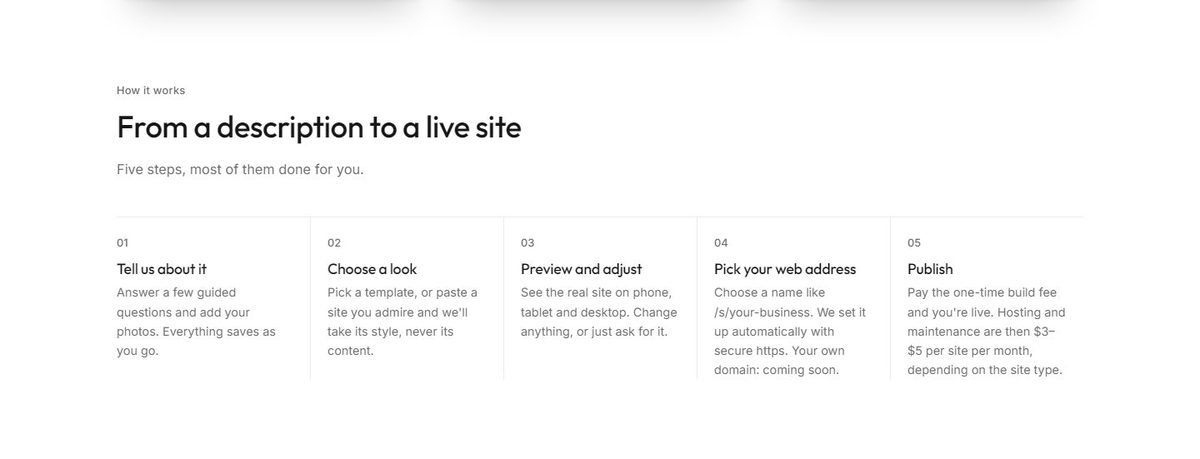 How it works
From a description to a live site
Five steps, most of them done for you.
01
Tell us about it
Answer a few guided
questions and add your
photos. Everything saves as
you go.
02
Choose a look
Pick a template, or paste a
site you admire and we'll
take its style, never its
content.
03
Preview and adjust
See the real site on phone,
tablet and desktop. Change
anything, or just ask for it.
04
Pick your web address
Choose a name like
/s/your-business. We set it
up automatically with
secure https. Your own
domain: coming soon.
05
Publish
Pay the one-time build fee
and you're live. Hosting and
maintenance are then $3–
$5 per site per month,
depending on the site type.